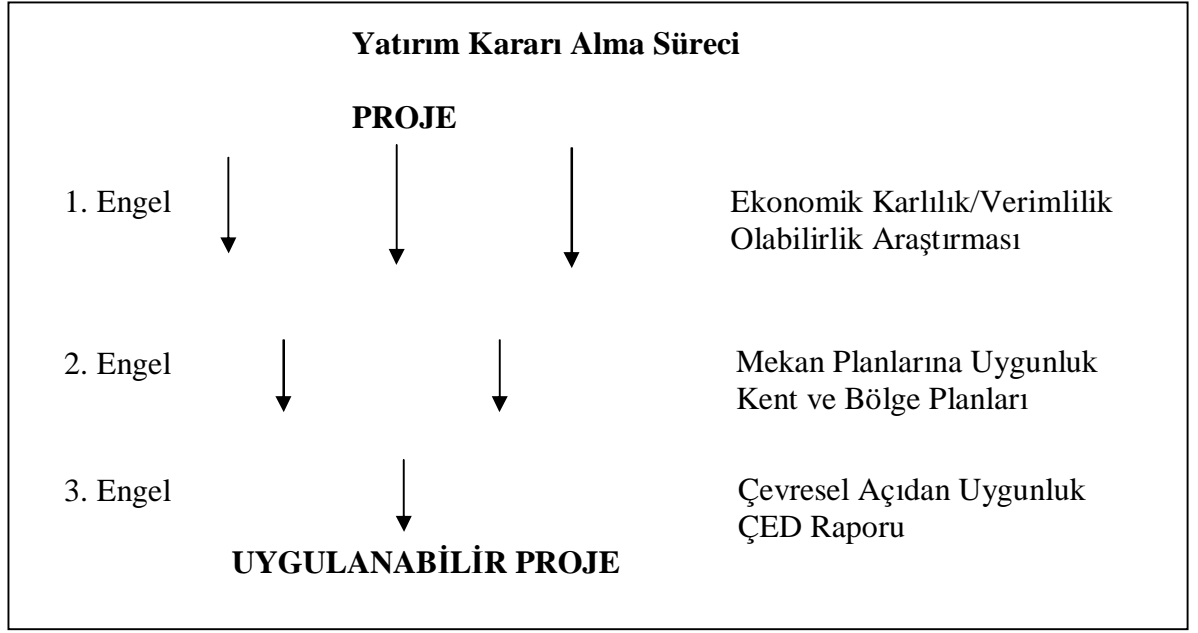 Yatırım Kararı Alma Süreci
PROJE
1. Engel
Ekonomik Karlılık/Verimlilik
Olabilirlik Araştırması
2. Engel
Mekan Planlarına Uygunluk
Kent ve Bölge Planları
3. Engel
Çevresel Açıdan Uygunluk
ÇED Raporu
UYGULANABİLİR PROJE